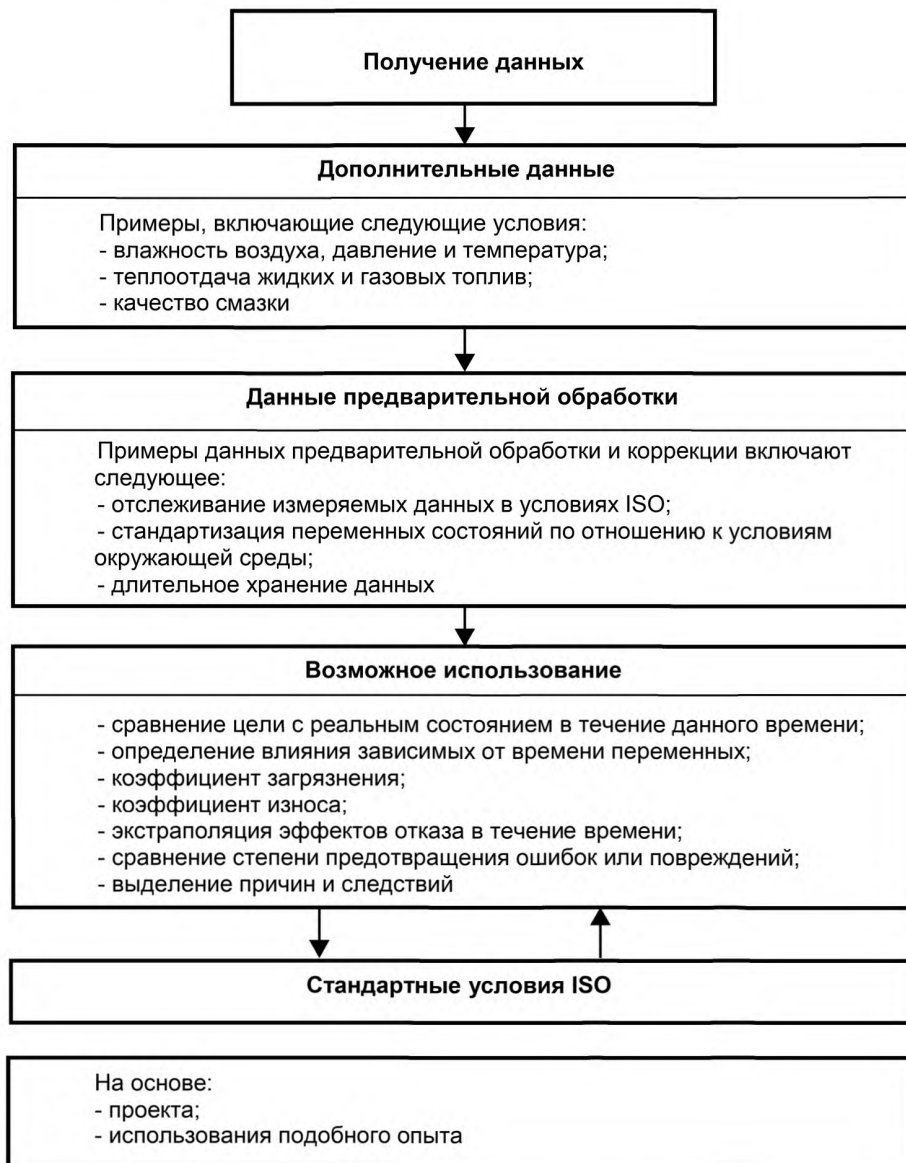 Получение данных
Дополнительные данные
Примеры, включающие следующие условия:
- влажность воздуха, давление и температура;
- теплоотдача жидких и газовых топлив;
- качество смазки
Данные предварительной обработки
Примеры данных предварительной обработки и коррекции включают
следующее:
- отслеживание измеряемых данных в условиях ISO;
- стандартизация переменных состояний по отношению к условиям
окружающей среды;
- длительное хранение данных
Возможное использование
- сравнение цели с реальным состоянием в течение данного времени;
- определение влияния зависимых от времени переменных;
- коэффициент загрязнения;
- коэффициент износа;
- экстраполяция эффектов отказа в течение времени;
- сравнение степени предотвращения ошибок или повреждений;
- выделение причин и следствий
Стандартные условия ISO
На основе:
- проекта;
- использования подобного опыта